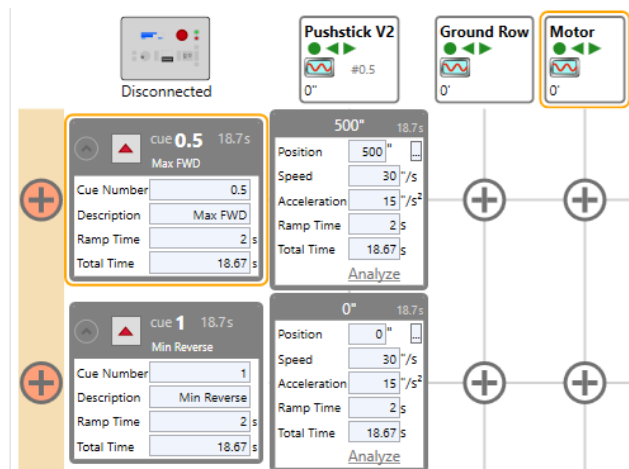 Disconnected
Pushstick V2
#0.5
0"
Ground Row
0'
Motor
0'
cue 0.5 18.7s
Max FWD
Cue Number 0.5
Description Max FWD
Ramp Time 2 s
Total Time 18.67 s
500" 18.7s
Position 500 " ...
Speed 30 "/s
Acceleration 15 "/s²
Ramp Time 2 s
Total Time 18.67 s
Analyze
cue 1 18.7s
Min Reverse
Cue Number 1
Description Min Reverse
Ramp Time 2 s
Total Time 18.67 s
0" 18.7s
Position 0 " ...
Speed 30 "/s
Acceleration 15 "/s²
Ramp Time 2 s
Total Time 18.67 s
Analyze